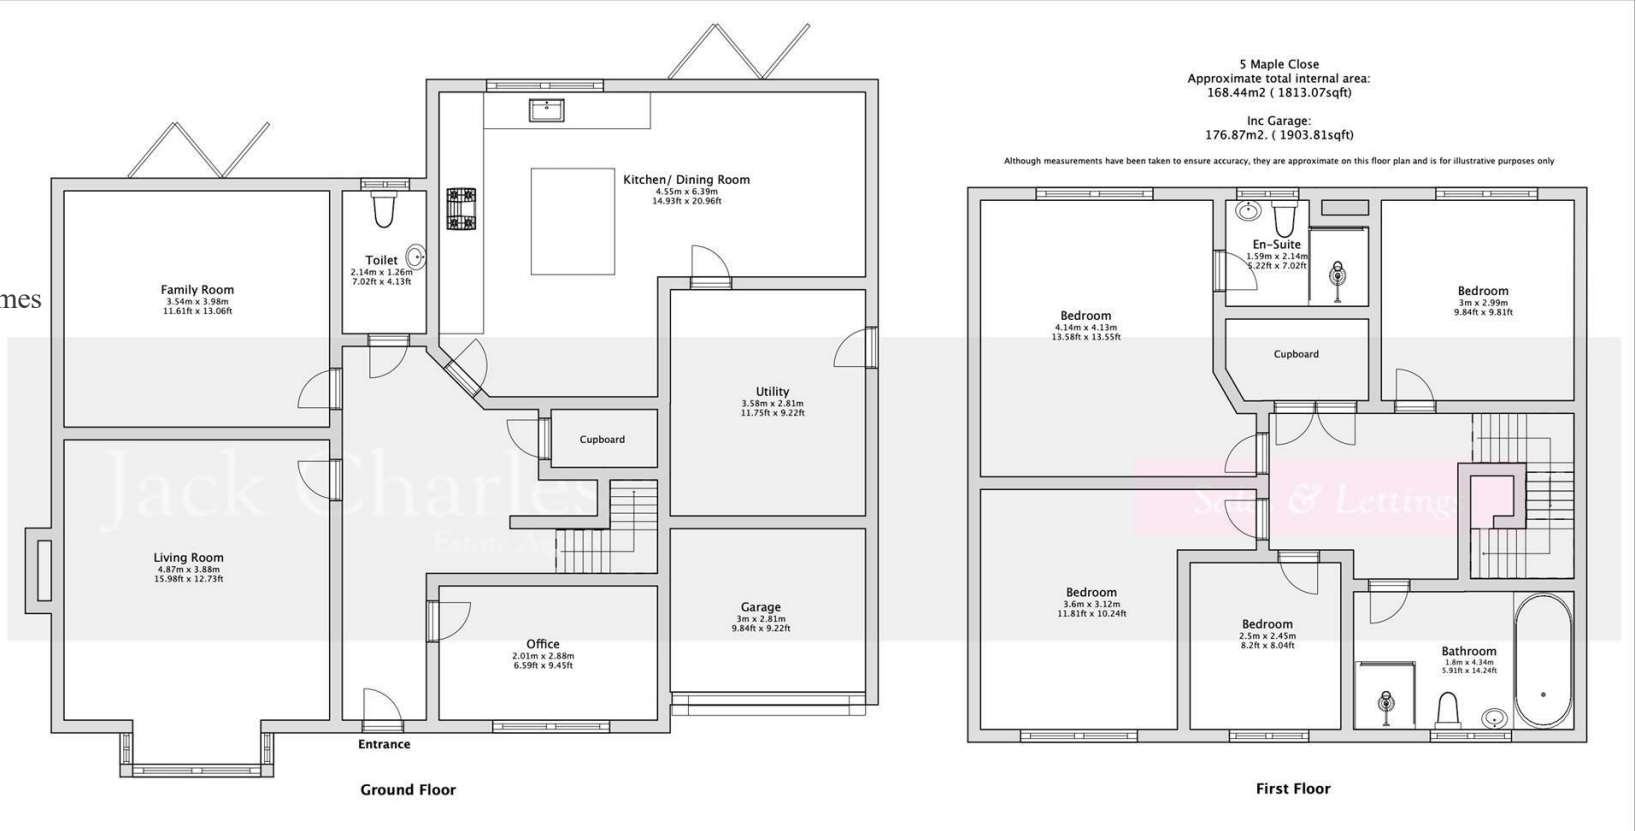 5 Maple Close
Approximate total internal area:
168.44m2 ( 1813.07sqft)
Inc Garage:
176.87m2. ( 1903.81sqft)
Although measurements have been taken to ensure accuracy, they are approximate on this floor plan and is for illustrative purposes only
Kitchen/ Dining Room
4.55m x 6.39m
14.93ft x 20.96ft
Toilet
2.14m x 1.26m
7.02ft x 4.13ft
Family Room
3.54m x 3.98m
11.61ft x 13.06ft
mes
Utility
3.58m x 2.81m
11.75ft x 9.22ft
Cupboard
Jack Charles
Living Room
4.87m x 3.88m
15.98ft x 12.73ft
Garage
3m x 2.81m
9.84ft x 9.22ft
Office
2.01m x 2.88m
6.59ft x 9.45ft
Entrance
Ground Floor
En-Suite
1.59m x 2.14m
5.22ft x 7.02ft
Bedroom
3m x 2.99m
9.84ft x 9.81ft
Bedroom
4.14m x 4.13m
13.58ft x 13.55ft
Cupboard
Sales & Lettings
Bedroom
3.6m x 3.12m
11.81ft x 10.24ft
Bedroom
2.5m x 2.45m
8.2ft x 8.04ft
Bathroom
1.8m x 4.34m
5.91ft x 14.24ft
First Floor